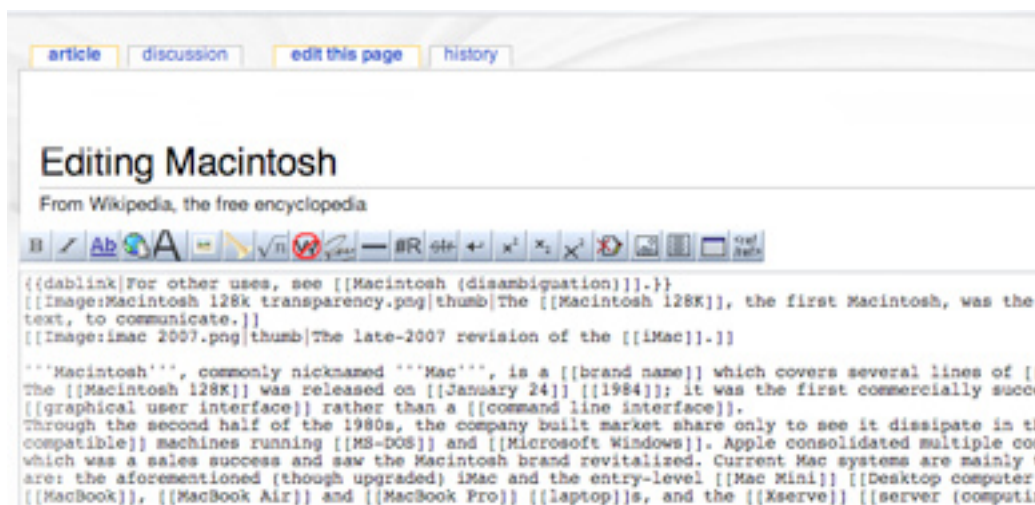 article discussion edit this page history
Editing Macintosh
From Wikipedia, the free encyclopedia
B I Ab A √n #R str x² x₂ x²
{{dablink|For other uses, see [[Macintosh (disambiguation)]].}}
[[Image:Macintosh 128k transparency.png|thumb|The [[Macintosh 128K]], the first Macintosh, was the
text, to communicate.]]
[[Image:imac 2007.png|thumb|The late-2007 revision of the [[iMac]].]]
'''Macintosh''', commonly nicknamed '''Mac''', is a [[brand name]] which covers several lines of [
The [[Macintosh 128K]] was released on [[January 24]] [[1984]]; it was the first commercially succ
[[graphical user interface]] rather than a [[command line interface]].
Through the second half of the 1980s, the company built market share only to see it dissipate in t
compatible]] machines running [[MS-DOS]] and [[Microsoft Windows]]. Apple consolidated multiple co
which was a sales success and saw the Macintosh brand revitalized. Current Mac systems are mainly
are: the aforementioned (though upgraded) iMac and the entry-level [[Mac Mini]] [[Desktop computer
[[MacBook]], [[MacBook Air]] and [[MacBook Pro]] [[laptop]]s, and the [[Xserve]] [[server (computi